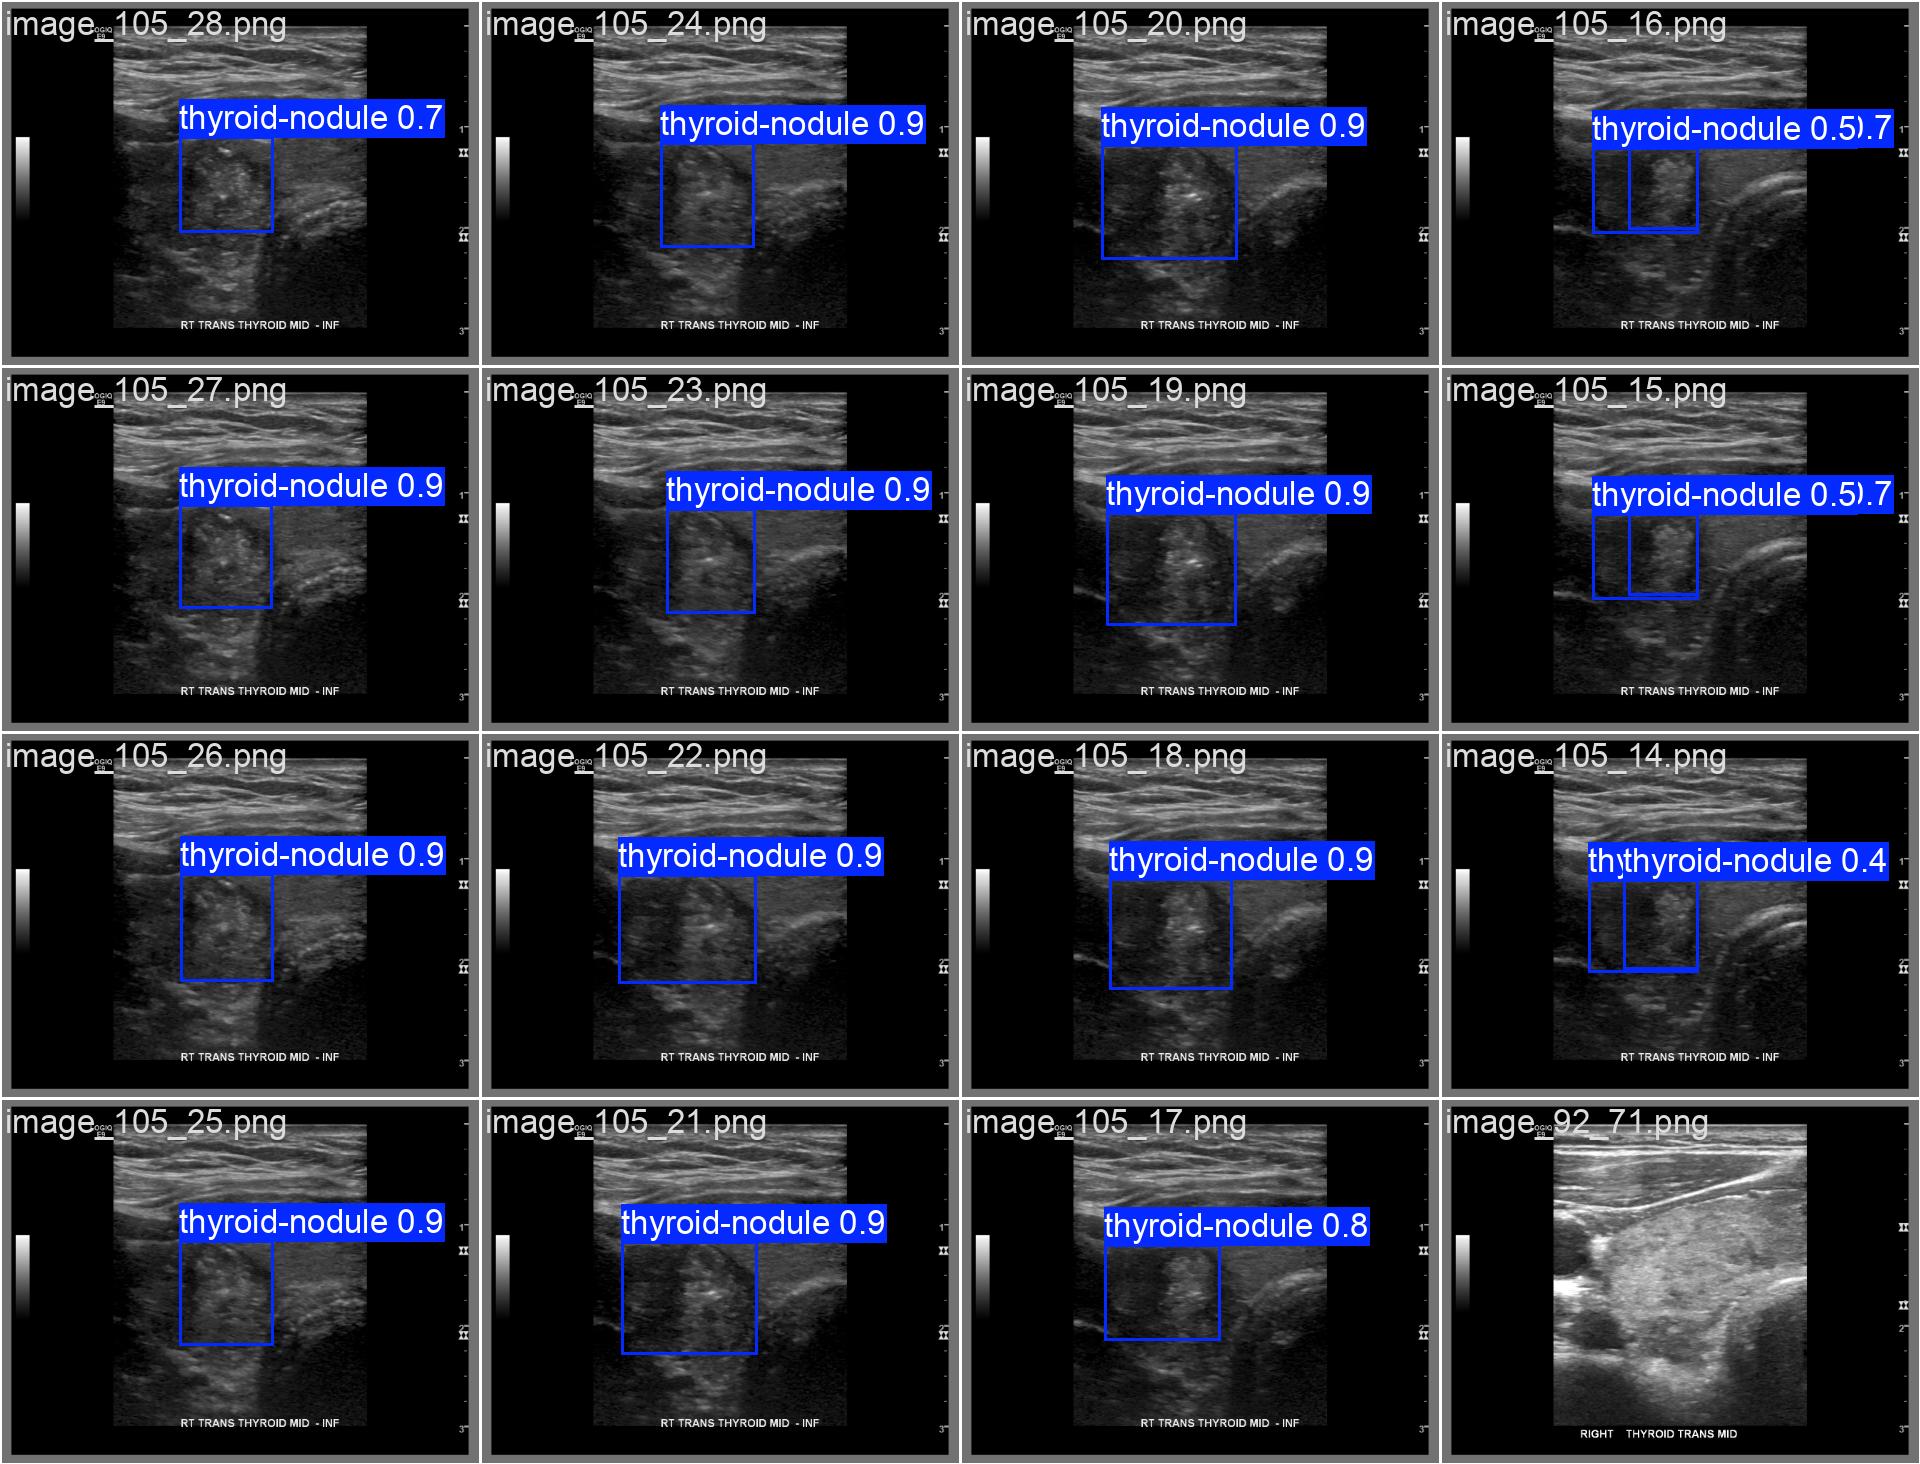 image_105_28.png
thyroid-nodule 0.7
RT TRANS THYROID MID - INF
image_105_24.png
thyroid-nodule 0.9
RT TRANS THYROID MID - INF
image_105_20.png
thyroid-nodule 0.9
RT TRANS THYROID MID - INF
image_105_16.png
thyroid-nodule 0.5).7
RT TRANS THYROID MID - INF
image_105_27.png
thyroid-nodule 0.9
RT TRANS THYROID MID - INF
image_105_23.png
thyroid-nodule 0.9
RT TRANS THYROID MID - INF
image_105_19.png
thyroid-nodule 0.9
RT TRANS THYROID MID - INF
image_105_15.png
thyroid-nodule 0.5).7
RT TRANS THYROID MID - INF
image_105_26.png
thyroid-nodule 0.9
RT TRANS THYROID MID - INF
image_105_22.png
thyroid-nodule 0.9
RT TRANS THYROID MID - INF
image_105_18.png
thyroid-nodule 0.9
RT TRANS THYROID MID - INF
image_105_14.png
thythyroid-nodule 0.4
RT TRANS THYROID MID - INF
image_105_25.png
thyroid-nodule 0.9
RT TRANS THYROID MID - INF
image_105_21.png
thyroid-nodule 0.9
RT TRANS THYROID MID - INF
image_105_17.png
thyroid-nodule 0.8
RT TRANS THYROID MID - INF
image_92_71.png
RIGHT THYROID TRANS MID